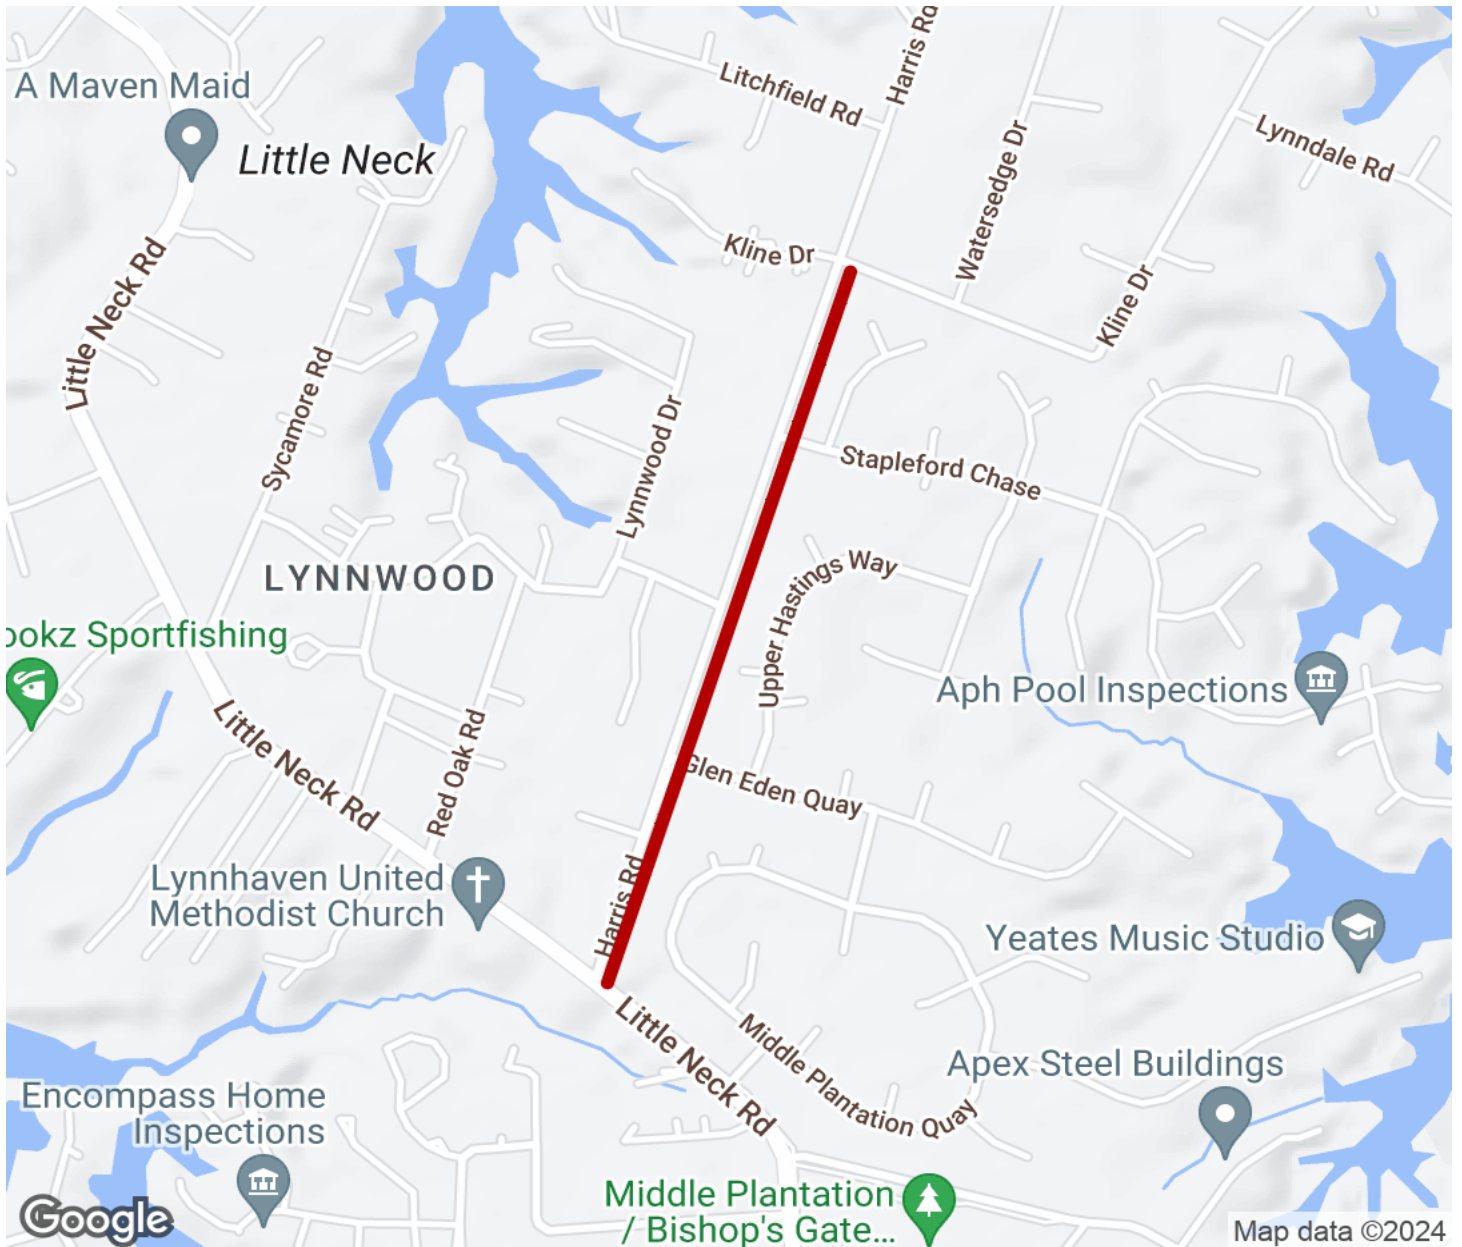 Harris Rd
Litchfield Rd
A Maven Maid
Little Neck
Watersedge Dr
Lynndale Rd
Kline Dr
Little Neck Rd
Kline Dr
Sycamore Rd
Lynnwood Dr
Stapleford Chase
LYNNWOOD
Upper Hastings Way
ookz Sportfishing
Aph Pool Inspections
Little Neck Rd
Red Oak Rd
Glen Eden Quay
Harris Rd
Lynnhaven United
Methodist Church
Yeates Music Studio
Little Neck Rd
Middle Plantation Quay
Apex Steel Buildings
Encompass Home
Inspections
Middle Plantation
/ Bishop's Gate...
Google
Map data ©2024